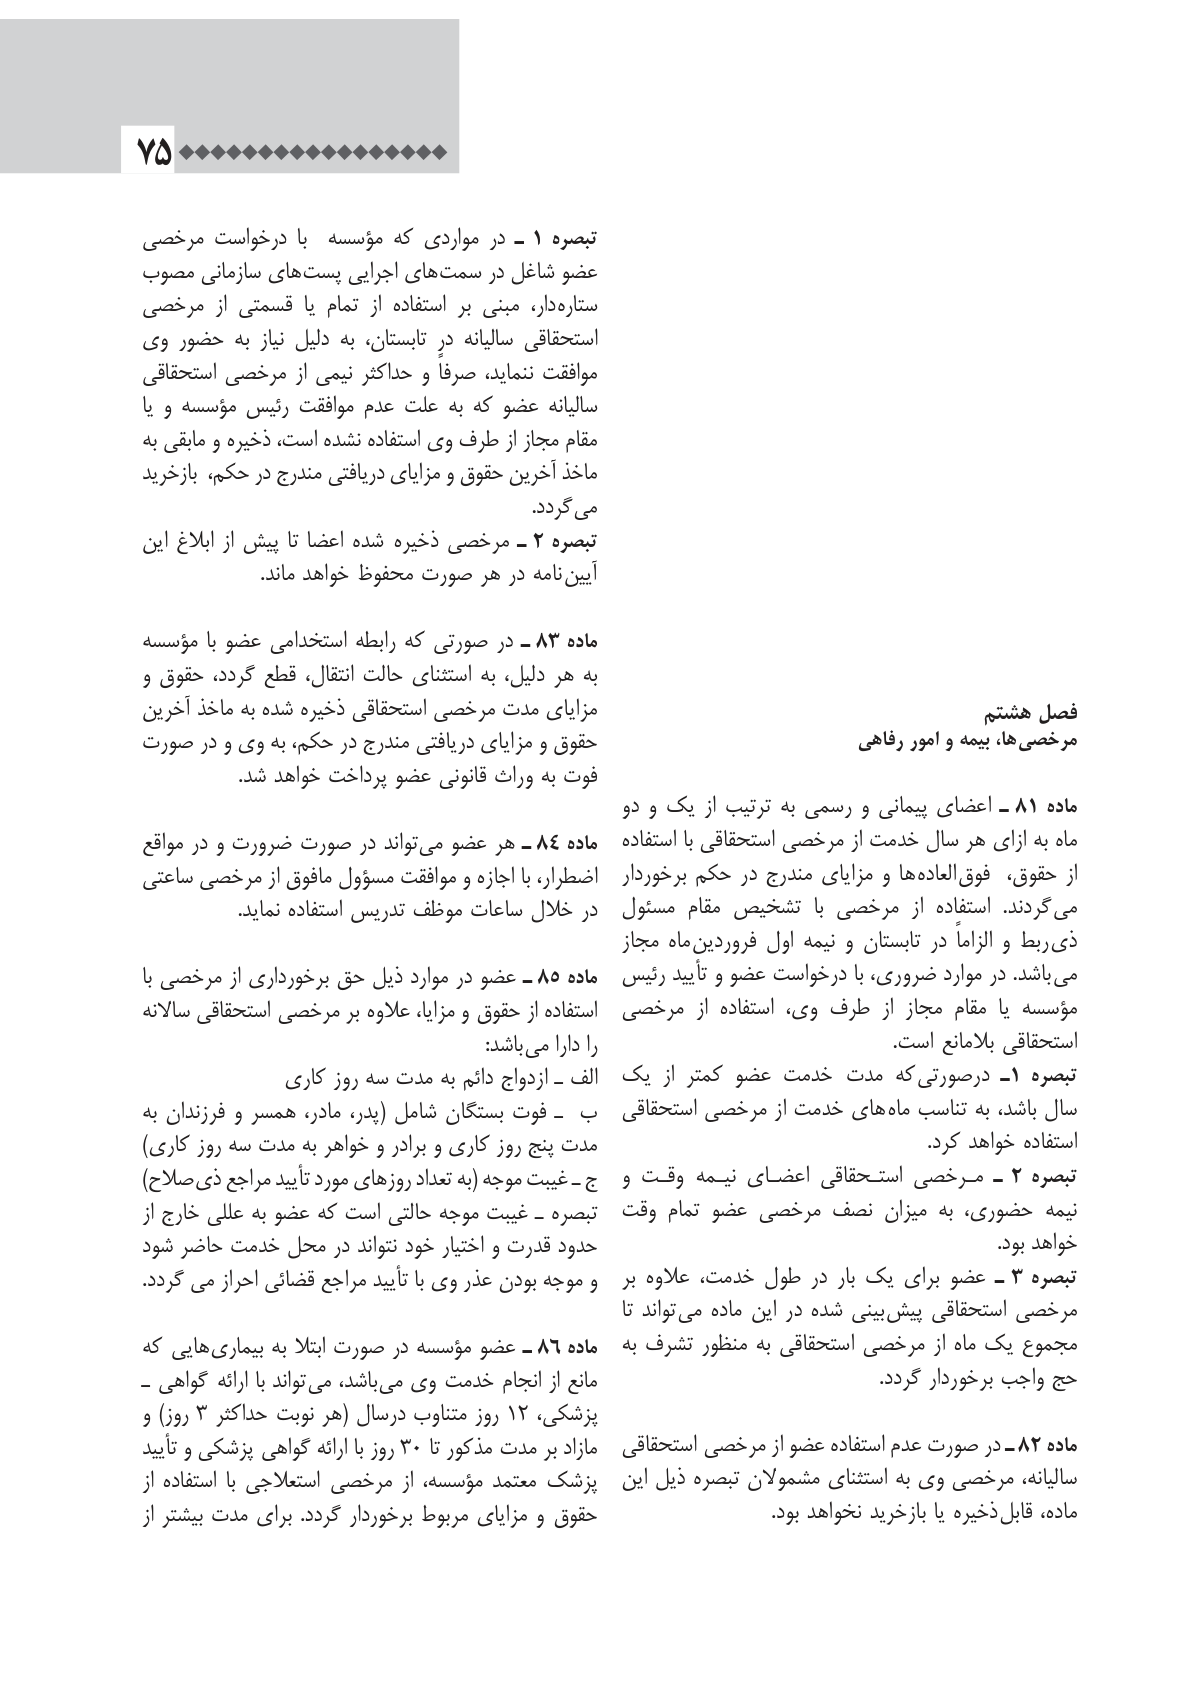 ۷۵
فصل هشتم
مرخصی‌ها، بیمه و امور رفاهی
ماده ۸۱ ـ اعضای پیمانی و رسمی به ترتیب از یک و دو
ماه به ازای هر سال خدمت از مرخصی استحقاقی با استفاده
از حقوق، فوق‌العاده‌ها و مزایای مندرج در حکم برخوردار
می‌گردند. استفاده از مرخصی با تشخیص مقام مسئول
ذی‌ربط و الزاماً در تابستان و نیمه اول فروردین‌ماه مجاز
می‌باشد. در موارد ضروری، با درخواست عضو و تأیید رئیس
مؤسسه یا مقام مجاز از طرف وی، استفاده از مرخصی
استحقاقی بلامانع است.
تبصره ۱ـ درصورتی‌که مدت خدمت عضو کمتر از یک
سال باشد، به تناسب ماه‌های خدمت از مرخصی استحقاقی
استفاده خواهد کرد.
تبصره ۲ ـ مـرخصی استـحقاقی اعضـای نیـمه وقـت و
نیمه حضوری، به میزان نصف مرخصی عضو تمام وقت
خواهد بود.
تبصره ۳ ـ عضو برای یک بار در طول خدمت، علاوه بر
مرخصی استحقاقی پیش‌بینی شده در این ماده می‌تواند تا
مجموع یک ماه از مرخصی استحقاقی به منظور تشرف به
حج واجب برخوردار گردد.
ماده ۸۲ ـ در صورت عدم استفاده عضو از مرخصی استحقاقی
سالیانه، مرخصی وی به استثنای مشمولان تبصره ذیل این
ماده، قابل‌ذخیره یا بازخرید نخواهد بود.
تبصره ۱ ـ در مواردی که مؤسسه با درخواست مرخصی
عضو شاغل در سمت‌های اجرایی پست‌های سازمانی مصوب
ستاره‌دار، مبنی بر استفاده از تمام یا قسمتی از مرخصی
استحقاقی سالیانه در تابستان، به دلیل نیاز به حضور وی
موافقت ننماید، صرفاً و حداکثر نیمی از مرخصی استحقاقی
سالیانه عضو که به علت عدم موافقت رئیس مؤسسه و یا
مقام مجاز از طرف وی استفاده نشده است، ذخیره و مابقی به
ماخذ آخرین حقوق و مزایای دریافتی مندرج در حکم، بازخرید
می‌گردد.
تبصره ۲ ـ مرخصی ذخیره شده اعضا تا پیش از ابلاغ این
آیین‌نامه در هر صورت محفوظ خواهد ماند.
ماده ۸۳ ـ در صورتی که رابطه استخدامی عضو با مؤسسه
به هر دلیل، به استثنای حالت انتقال، قطع گردد، حقوق و
مزایای مدت مرخصی استحقاقی ذخیره شده به ماخذ آخرین
حقوق و مزایای دریافتی مندرج در حکم، به وی و در صورت
فوت به وراث قانونی عضو پرداخت خواهد شد.
ماده ۸٤ ـ هر عضو می‌تواند در صورت ضرورت و در مواقع
اضطرار، با اجازه و موافقت مسؤول مافوق از مرخصی ساعتی
در خلال ساعات موظف تدریس استفاده نماید.
ماده ۸٥ ـ عضو در موارد ذیل حق برخورداری از مرخصی با
استفاده از حقوق و مزایا، علاوه بر مرخصی استحقاقی سالانه
را دارا می‌باشد:
الف ـ ازدواج دائم به مدت سه روز کاری
ب ـ فوت بستگان شامل (پدر، مادر، همسر و فرزندان به
مدت پنج روز کاری و برادر و خواهر به مدت سه روز کاری)
ج ـ غیبت موجه (به تعداد روزهای مورد تأیید مراجع ذی‌صلاح)
تبصره ـ غیبت موجه حالتی است که عضو به عللی خارج از
حدود قدرت و اختیار خود نتواند در محل خدمت حاضر شود
و موجه بودن عذر وی با تأیید مراجع قضائی احراز می گردد.
ماده ۸٦ ـ عضو مؤسسه در صورت ابتلا به بیماری‌هایی که
مانع از انجام خدمت وی می‌باشد، می‌تواند با ارائه گواهی ـ
پزشکی، ۱۲ روز متناوب درسال (هر نوبت حداکثر ۳ روز) و
مازاد بر مدت مذکور تا ۳۰ روز با ارائه گواهی پزشکی و تأیید
پزشک معتمد مؤسسه، از مرخصی استعلاجی با استفاده از
حقوق و مزایای مربوط برخوردار گردد. برای مدت بیشتر از